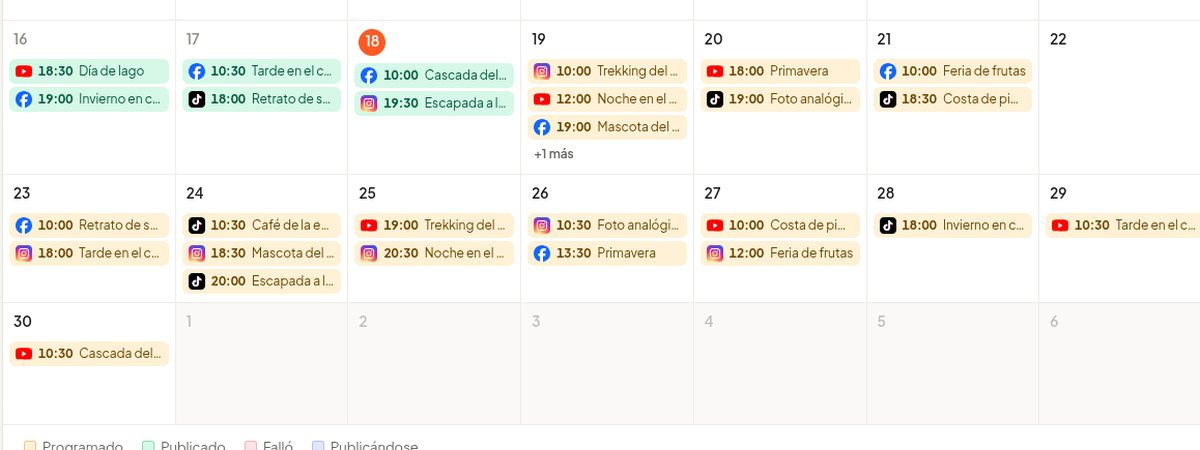 16
18:30 Día de lago
19:00 Invierno en c...
17
10:30 Tarde en el c...
18:00 Retrato de s...
18
10:00 Cascada del...
19:30 Escapada a l...
19
10:00 Trekking del ...
12:00 Noche en el ...
19:00 Mascota del ...
+1 más
20
18:00 Primavera
19:00 Foto analógi...
21
10:00 Feria de frutas
18:30 Costa de pi...
22
23
10:00 Retrato de s...
18:00 Tarde en el c...
24
10:30 Café de la e...
18:30 Mascota del ...
20:00 Escapada a l...
25
19:00 Trekking del ...
20:30 Noche en el ...
26
10:30 Foto analógi...
13:30 Primavera
27
10:00 Costa de pi...
12:00 Feria de frutas
28
18:00 Invierno en c...
29
10:30 Tarde en el c...
30
10:30 Cascada del...
1
2
3
4
5
6
Programado Publicado Falló Publicándose